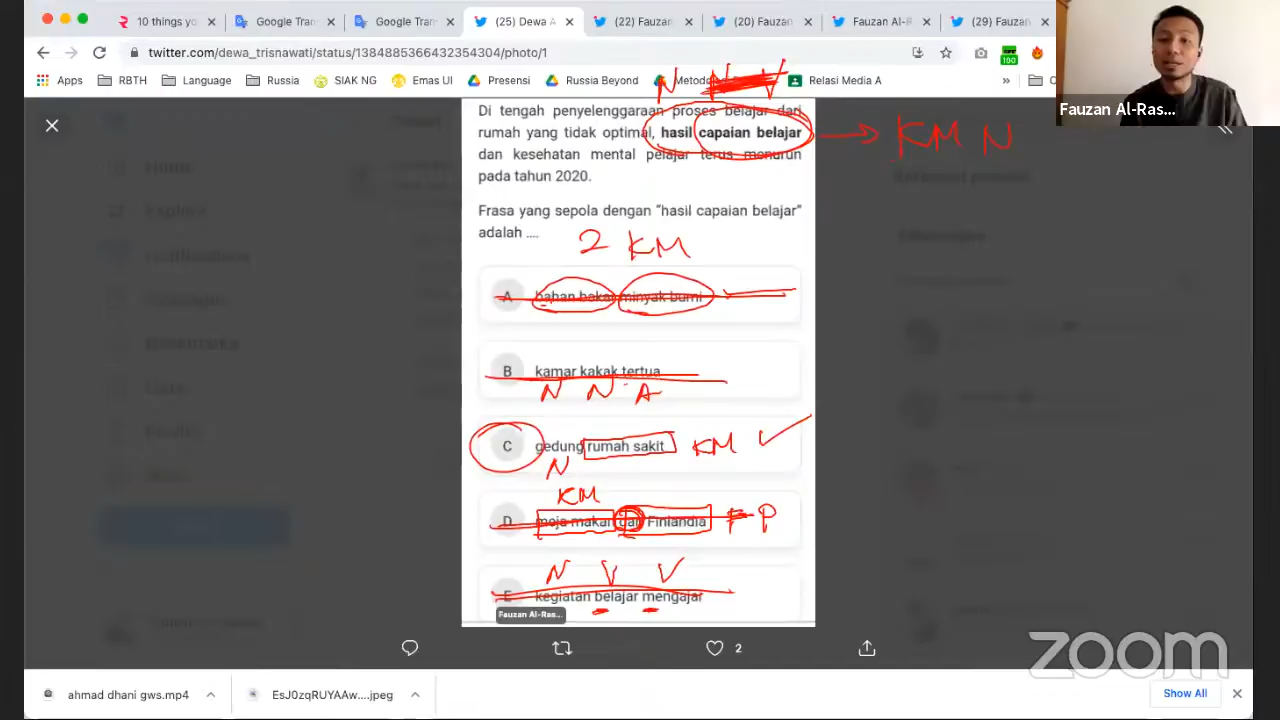 10 things yo
Google Tran
Google Tran
(25) Dewa A
(22) Fauzan
(20) Fauzan
Fauzan Al-R
(29) Fauzan
twitter.com/dewa_trisnawati/status/1384885366432354304/photo/1
100
Apps
RBTH
Language
Russia
SIAK NG
Emas UI
Presensi
Russia Beyond
Metodo
Relasi Media A
»
Fauzan Al-Ras...
N N V
Di tengah penyelenggaraan proses belajar dari
rumah yang tidak optimal, hasil capaian belajar
→ KM N
dan kesehatan mental pelajar terus menurun
pada tahun 2020.
Frasa yang sepola dengan "hasil capaian belajar"
adalah ....
2 KM
A bahan bakar minyak bumi
B kamar kakak tertua
N N A
C gedung rumah sakit KM
N
KM
D meja makan dari Finlandia P
N V V
E kegiatan belajar mengajar
Fauzan Al-Ras...
2
zoom
ahmad dhani gws.mp4
EsJ0zqRUYAAw....jpeg
Show All